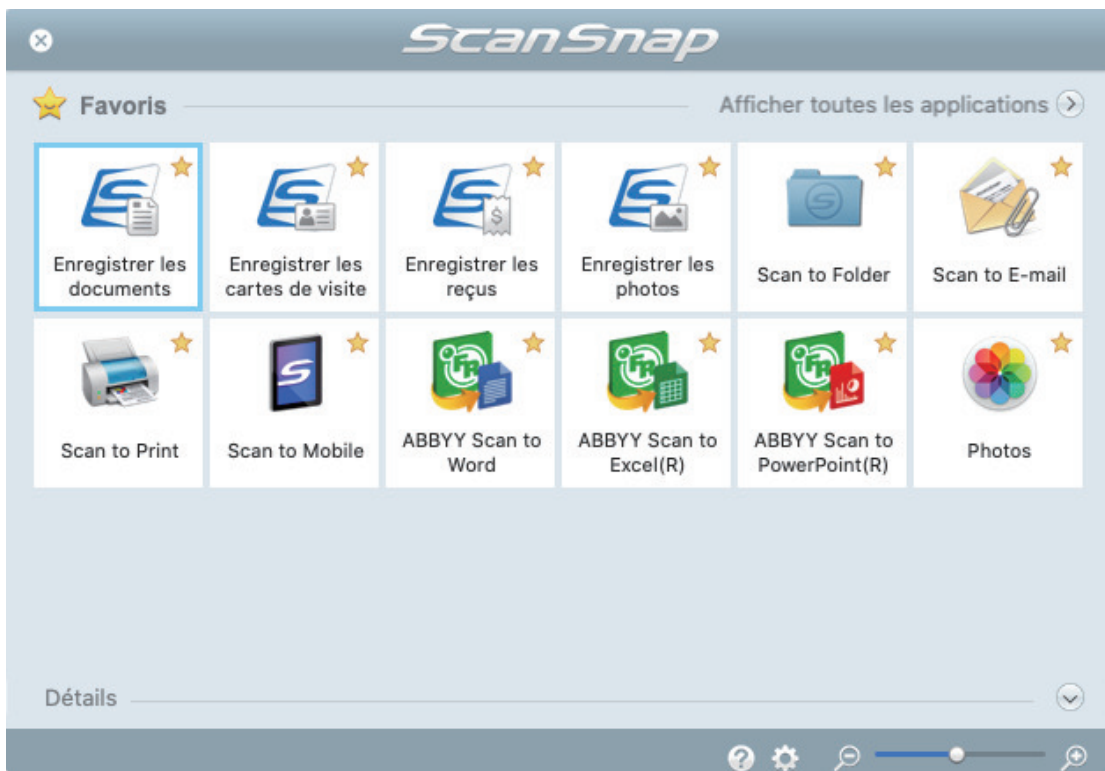 ScanSnap
Favoris
Afficher toutes les applications
Enregistrer les
documents
Enregistrer les
cartes de visite
Enregistrer les
reçus
Enregistrer les
photos
Scan to Folder
Scan to E-mail
Scan to Print
Scan to Mobile
ABBYY Scan to
Word
ABBYY Scan to
Excel(R)
ABBYY Scan to
PowerPoint(R)
Photos
Détails